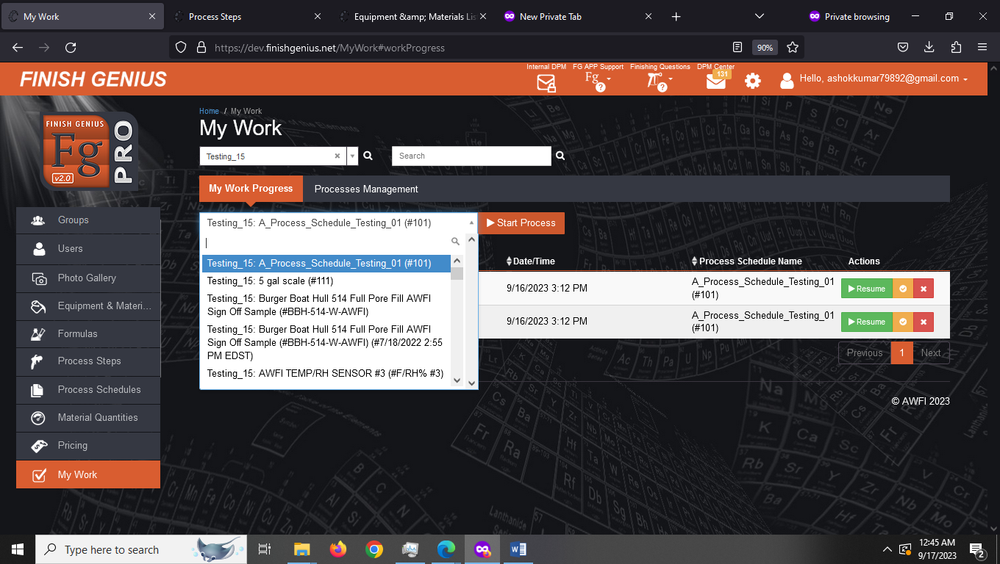 My Work
Process Steps
Equipment &amp; Materials Lis
New Private Tab
Private browsing
https://dev.finishgenius.net/MyWork#workProgress
90%
FINISH GENIUS
Internal DPM
FG APP Support
Finishing Questions
DPM Center
131
Hello, ashokkumar79892@gmail.com
FINISH GENIUS
Fg
v2.0
PRO
Home / My Work
My Work
Testing_15
Search
My Work Progress
Processes Management
Groups
Users
Photo Gallery
Equipment & Materi...
Formulas
Process Steps
Process Schedules
Material Quantities
Pricing
My Work
Testing_15: A_Process_Schedule_Testing_01 (#101)
Start Process
Testing_15: A_Process_Schedule_Testing_01 (#101)
Testing_15: 5 gal scale (#111)
Testing_15: Burger Boat Hull 514 Full Pore Fill AWFI
Sign Off Sample (#BBH-514-W-AWFI)
Testing_15: Burger Boat Hull 514 Full Pore Fill AWFI
Sign Off Sample (#BBH-514-W-AWFI) (#7/18/2022 2:55
PM EDST)
Testing_15: AWFI TEMP/RH SENSOR #3 (#F/RH% #3)
Date/Time
Process Schedule Name
Actions
9/16/2023 3:12 PM
A_Process_Schedule_Testing_01
(#101)
Resume
9/16/2023 3:12 PM
A_Process_Schedule_Testing_01
(#101)
Resume
Previous
1
Next
© AWFI 2023
Type here to search
12:45 AM
9/17/2023
2